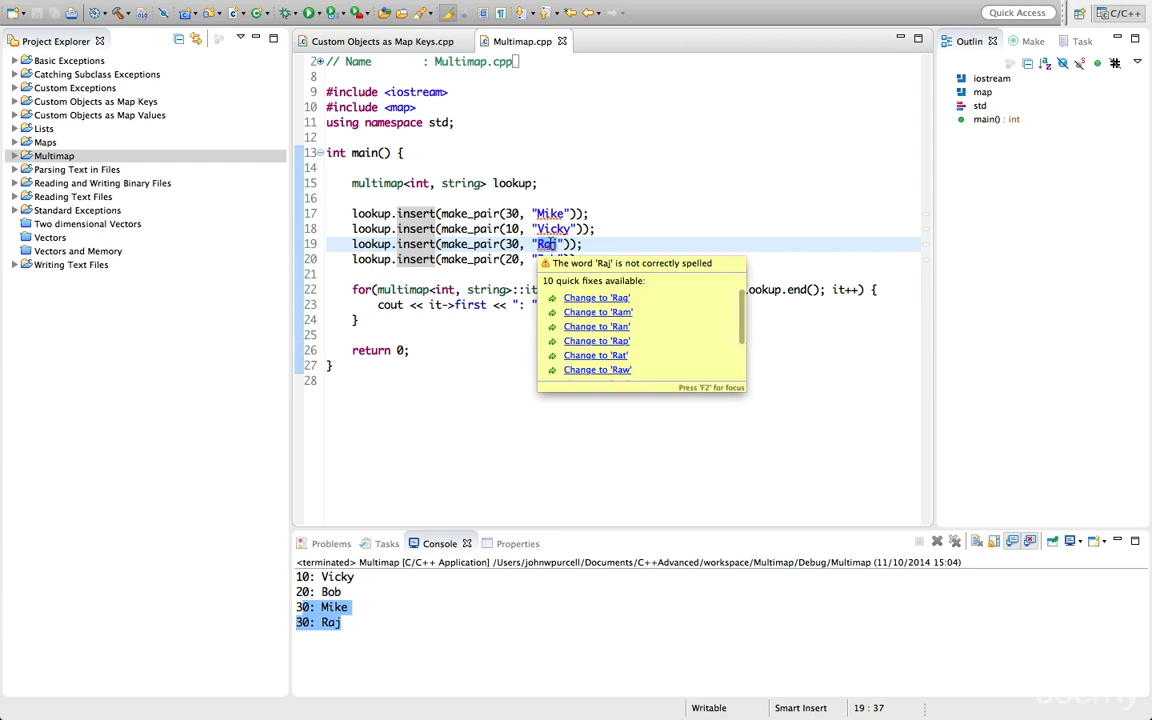 Quick Access
C/C++
Project Explorer
Basic Exceptions
Catching Subclass Exceptions
Custom Exceptions
Custom Objects as Map Keys
Custom Objects as Map Values
Lists
Maps
Multimap
Parsing Text in Files
Reading and Writing Binary Files
Reading Text Files
Standard Exceptions
Two dimensional Vectors
Vectors
Vectors and Memory
Writing Text Files
Custom Objects as Map Keys.cpp
Multimap.cpp
2 // Name : Multimap.cpp
8
9 #include <iostream>
10 #include <map>
11 using namespace std;
12
13 int main() {
14
15 multimap<int, string> lookup;
16
17 lookup.insert(make_pair(30, "Mike"));
18 lookup.insert(make_pair(10, "Vicky"));
19 lookup.insert(make_pair(30, "Raj"));
20 lookup.insert(make_pair(20,
21
22 for(multimap<int, string>::it ookup.end(); it++) {
23 cout << it->first << ": "
24 }
25
26 return 0;
27 }
28
The word 'Raj' is not correctly spelled
10 quick fixes available:
Change to 'Rag'
Change to 'Ram'
Change to 'Ran'
Change to 'Rap'
Change to 'Rat'
Change to 'Raw'
Press 'F2' for focus
Outlin
Make
Task
iostream
map
std
main() : int
Problems
Tasks
Console
Properties
<terminated> Multimap [C/C++ Application] /Users/johnwpurcell/Documents/C++Advanced/workspace/Multimap/Debug/Multimap (11/10/2014 15:04)
10: Vicky
20: Bob
30: Mike
30: Raj
Writable
Smart Insert
19 : 37